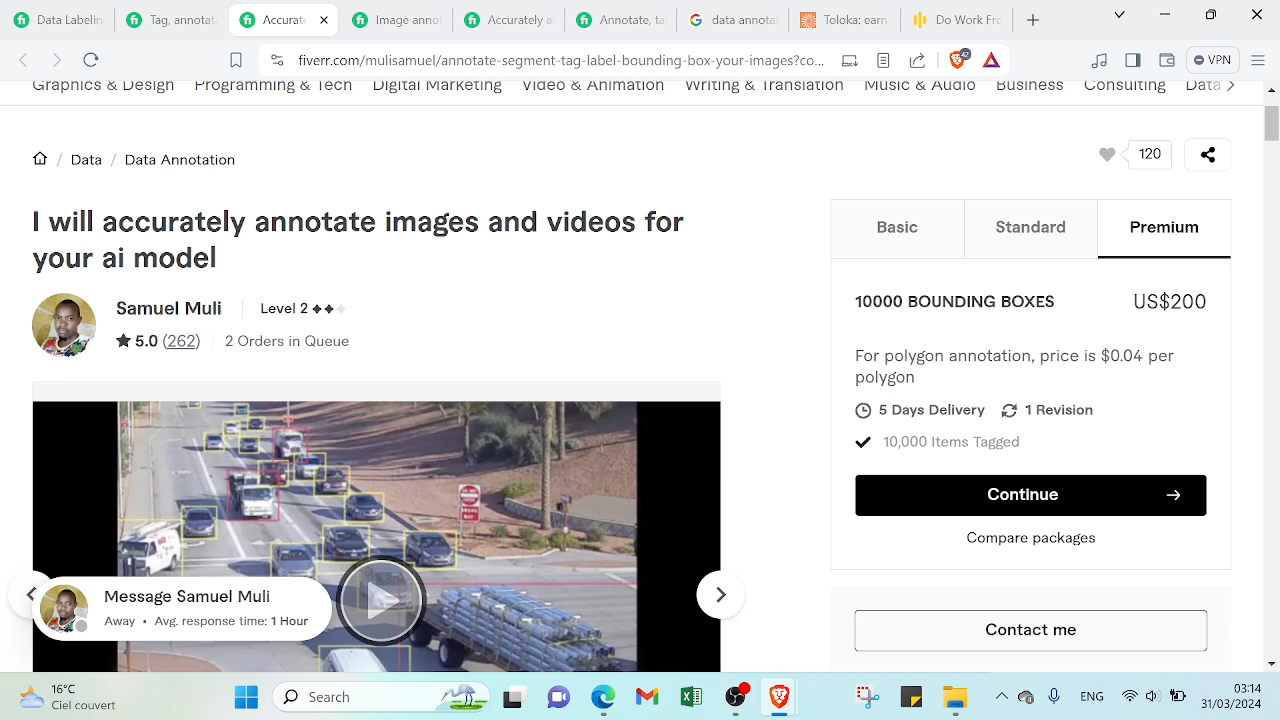 Data Labelin
Tag, annotat
Accurat
Image annot
Accurately a
Annotate, ta
data annotat
Toloka: earn
Do Work Fro
fiverr.com/mulisamuel/annotate-segment-tag-label-bounding-box-your-images?co...
42
VPN
Graphics & Design Programming & Tech Digital Marketing Video & Animation Writing & Translation Music & Audio Business Consulting Data
/ Data / Data Annotation
120
I will accurately annotate images and videos for
your ai model
Samuel Muli
Level 2
5.0 (262)
2 Orders in Queue
Basic
Standard
Premium
10000 BOUNDING BOXES
US$200
For polygon annotation, price is $0.04 per
polygon
5 Days Delivery
1 Revision
10,000 Items Tagged
Continue
Compare packages
Message Samuel Muli
Away • Avg. response time: 1 Hour
Contact me
16°C
Ciel couvert
Search
ENG
03:14
31/03/2024